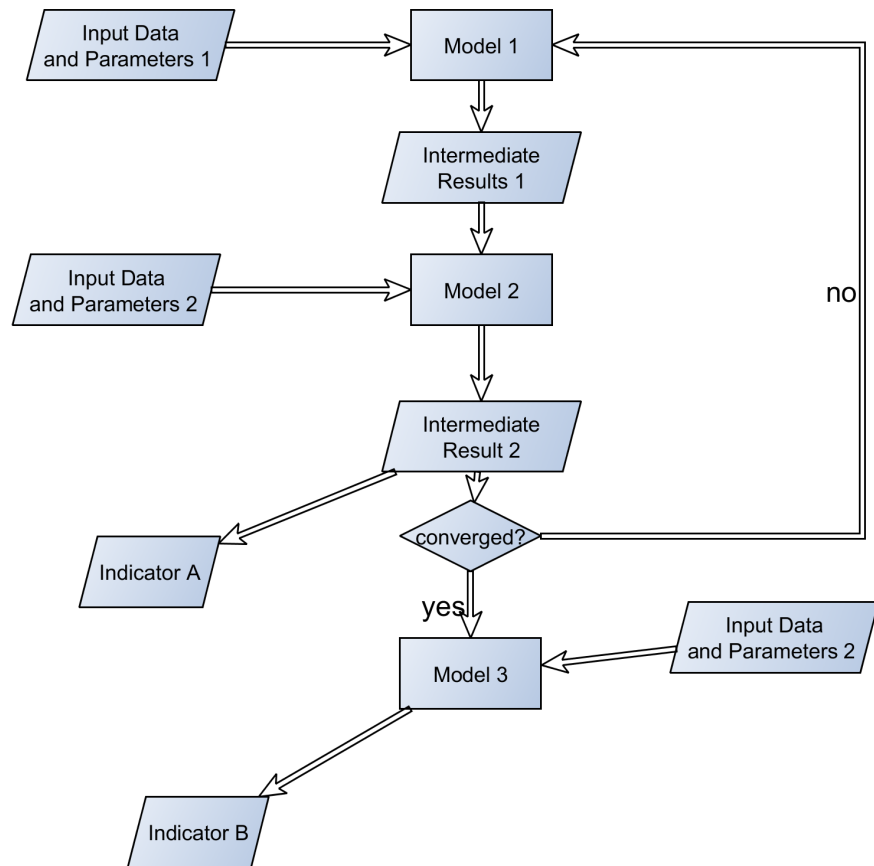 Input Data
and Parameters 1
Model 1
Intermediate
Results 1
Input Data
and Parameters 2
Model 2
no
Intermediate
Result 2
converged?
Indicator A
yes
Input Data
and Parameters 2
Model 3
Indicator B